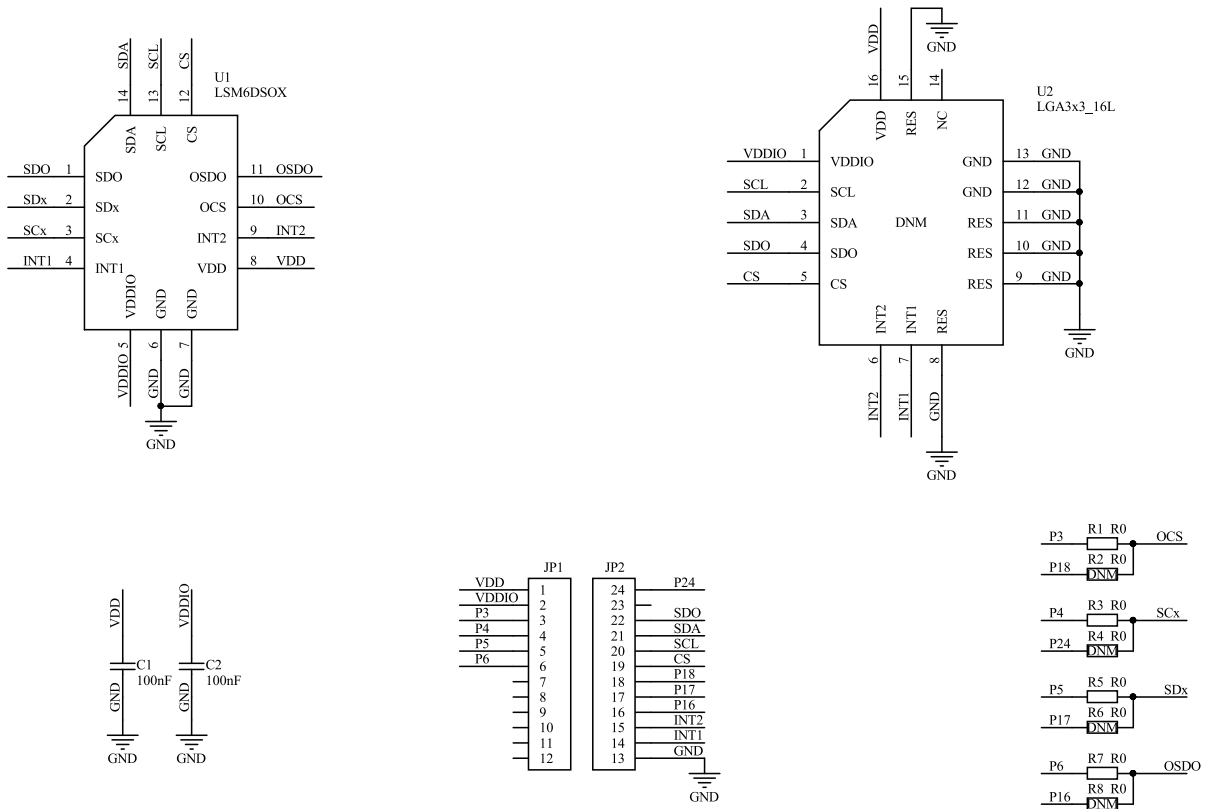 SDA
SCL
CS
14
13
12
U1
LSM6DSOX
SDA
SCL
CS
SDO 1 SDO
SDx 2 SDx
SCx 3 SCx
INT1 4 INT1
OSDO 11 OSDO
OCS 10 OCS
INT2 9 INT2
VDD 8 VDD
VDDIO
GND
GND
VDDIO 5
GND 6
GND 7
GND
VDD
16
15
14
GND
U2
LGA3x3_16L
VDD
RES
NC
VDDIO 1 VDDIO
SCL 2 SCL
SDA 3 SDA
SDO 4 SDO
CS 5 CS
DNM
GND 13 GND
GND 12 GND
RES 11 GND
RES 10 GND
RES 9 GND
GND
INT2
INT1
RES
6
7
8
INT2
INT1
GND
GND
VDD
C1
100nF
GND
GND
VDDIO
C2
100nF
GND
GND
JP1
VDD 1
VDDIO 2
P3 3
P4 4
P5 5
P6 6
7
8
9
10
11
12
JP2
24 P24
23
22 SDO
21 SDA
20 SCL
19 CS
18 P18
17 P17
16 P16
15 INT2
14 INT1
13 GND
GND
R1 R0
P3 OCS
R2 R0
P18 DNM
R3 R0
P4 SCx
R4 R0
P24 DNM
R5 R0
P5 SDx
R6 R0
P17 DNM
R7 R0
P6 OSDO
R8 R0
P16 DNM